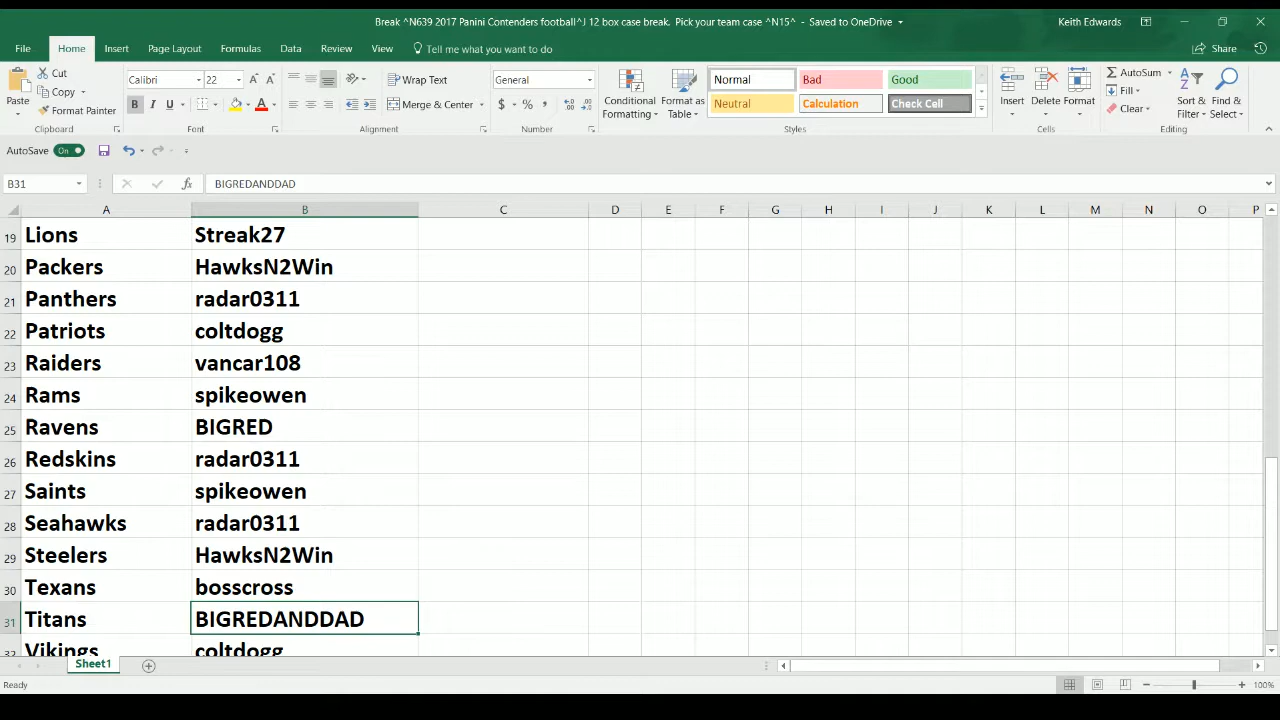 Break ^N639 2017 Panini Contenders football^J 12 box case break. Pick your team case ^N15^ - Saved to OneDrive
Keith Edwards
File Home Insert Page Layout Formulas Data Review View Tell me what you want to do Share
Paste Cut Copy Format Painter
Clipboard
Calibri 22
B I U A
Font
Wrap Text
Merge & Center
Alignment
General
$ % ,
Number
Conditional Formatting
Format as Table
Normal Bad Good
Neutral Calculation Check Cell
Styles
Insert Delete Format
Cells
AutoSum
Fill
Clear
Sort & Filter
Find & Select
Editing
AutoSave On
B31 fx BIGREDANDDAD
A B C D E F G H I J K L M N O P
19 Lions Streak27
20 Packers HawksN2Win
21 Panthers radar0311
22 Patriots coltdogg
23 Raiders vancar108
24 Rams spikeowen
25 Ravens BIGRED
26 Redskins radar0311
27 Saints spikeowen
28 Seahawks radar0311
29 Steelers HawksN2Win
30 Texans bosscross
31 Titans BIGREDANDDAD
32 Vikings coltdogg
Sheet1
Ready
100%